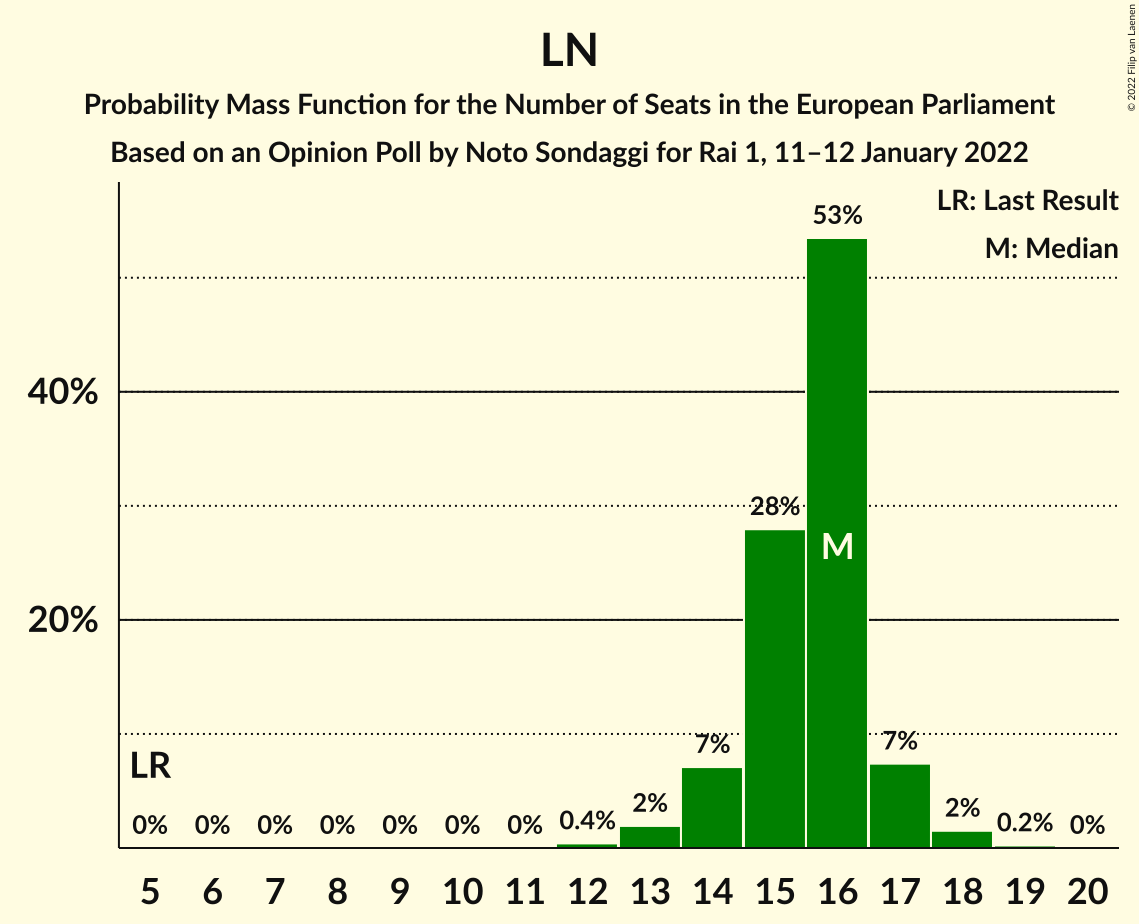 LN
Probability Mass Function for the Number of Seats in the European Parliament
Based on an Opinion Poll by Noto Sondaggi for Rai 1, 11–12 January 2022
© 2022 Filip van Laenen
LR: Last Result
M: Median
53%
40%
28%
M
20%
7%
7%
LR
2%
2%
0%
0%
0%
0%
0%
0%
0%
0.4%
0.2%
0%
5 6 7 8 9 10 11 12 13 14 15 16 17 18 19 20